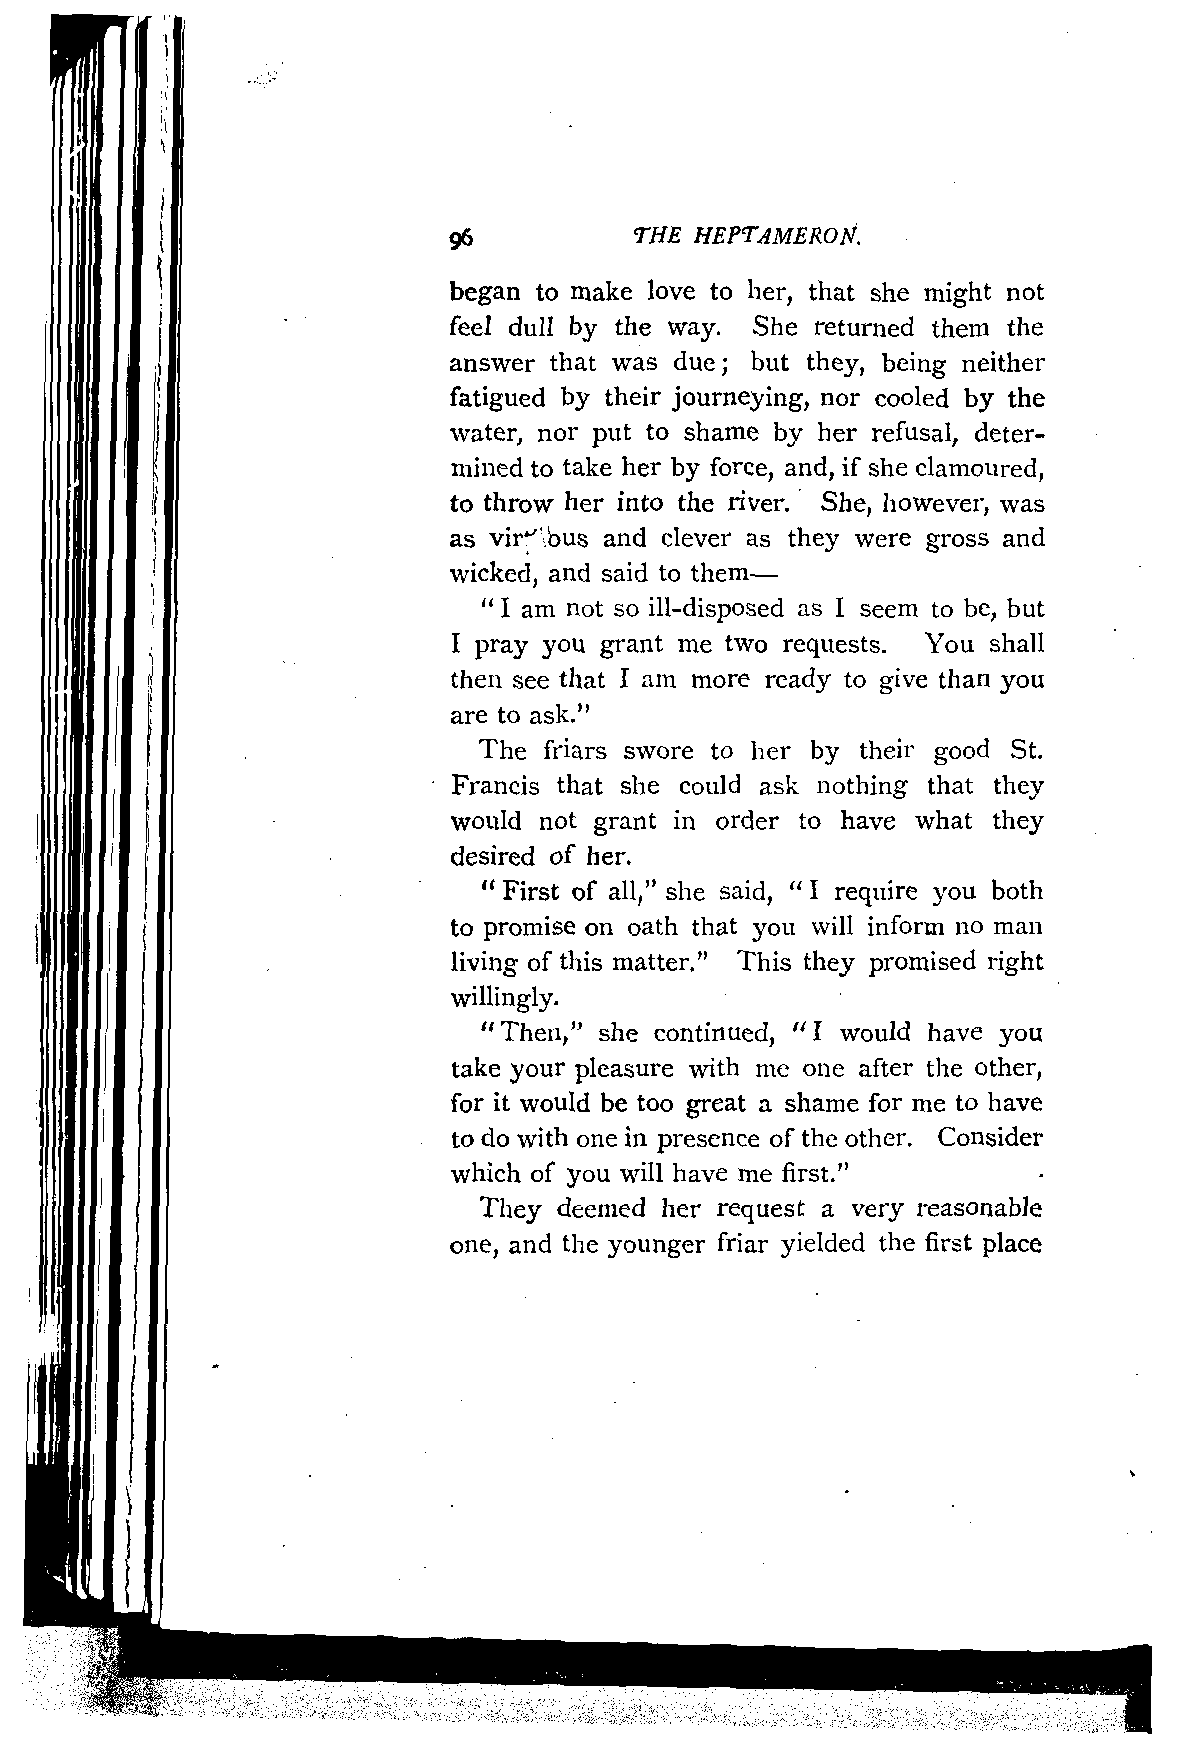 96 THE HEPTAMERON.
began to make love to her, that she might not
feel dull by the way. She returned them the
answer that was due; but they, being neither
fatigued by their journeying, nor cooled by the
water, nor put to shame by her refusal, deter-
mined to take her by force, and, if she clamoured,
to throw her into the river. She, however, was
as and clever as they were gross and
wicked, and said to them—
"I am not so ill-disposed as I seem to be, but
I pray you grant me two requests. You shall
then see that I am more ready to give than you
are to ask."
The friars swore to her by their good St.
Francis that she could ask nothing that they
would not grant in order to have what they
desired of her.
"First of all," she said, "I require you both
to promise on oath that you will inform no man
living of this matter." This they promised right
willingly.
"Then," she continued, "I would have you
take your pleasure with me one after the other,
for it would be too great a shame for me to have
to do with one in presence of the other. Consider
which of you will have me first."
They deemed her request a very reasonable
one, and the younger friar yielded the first place